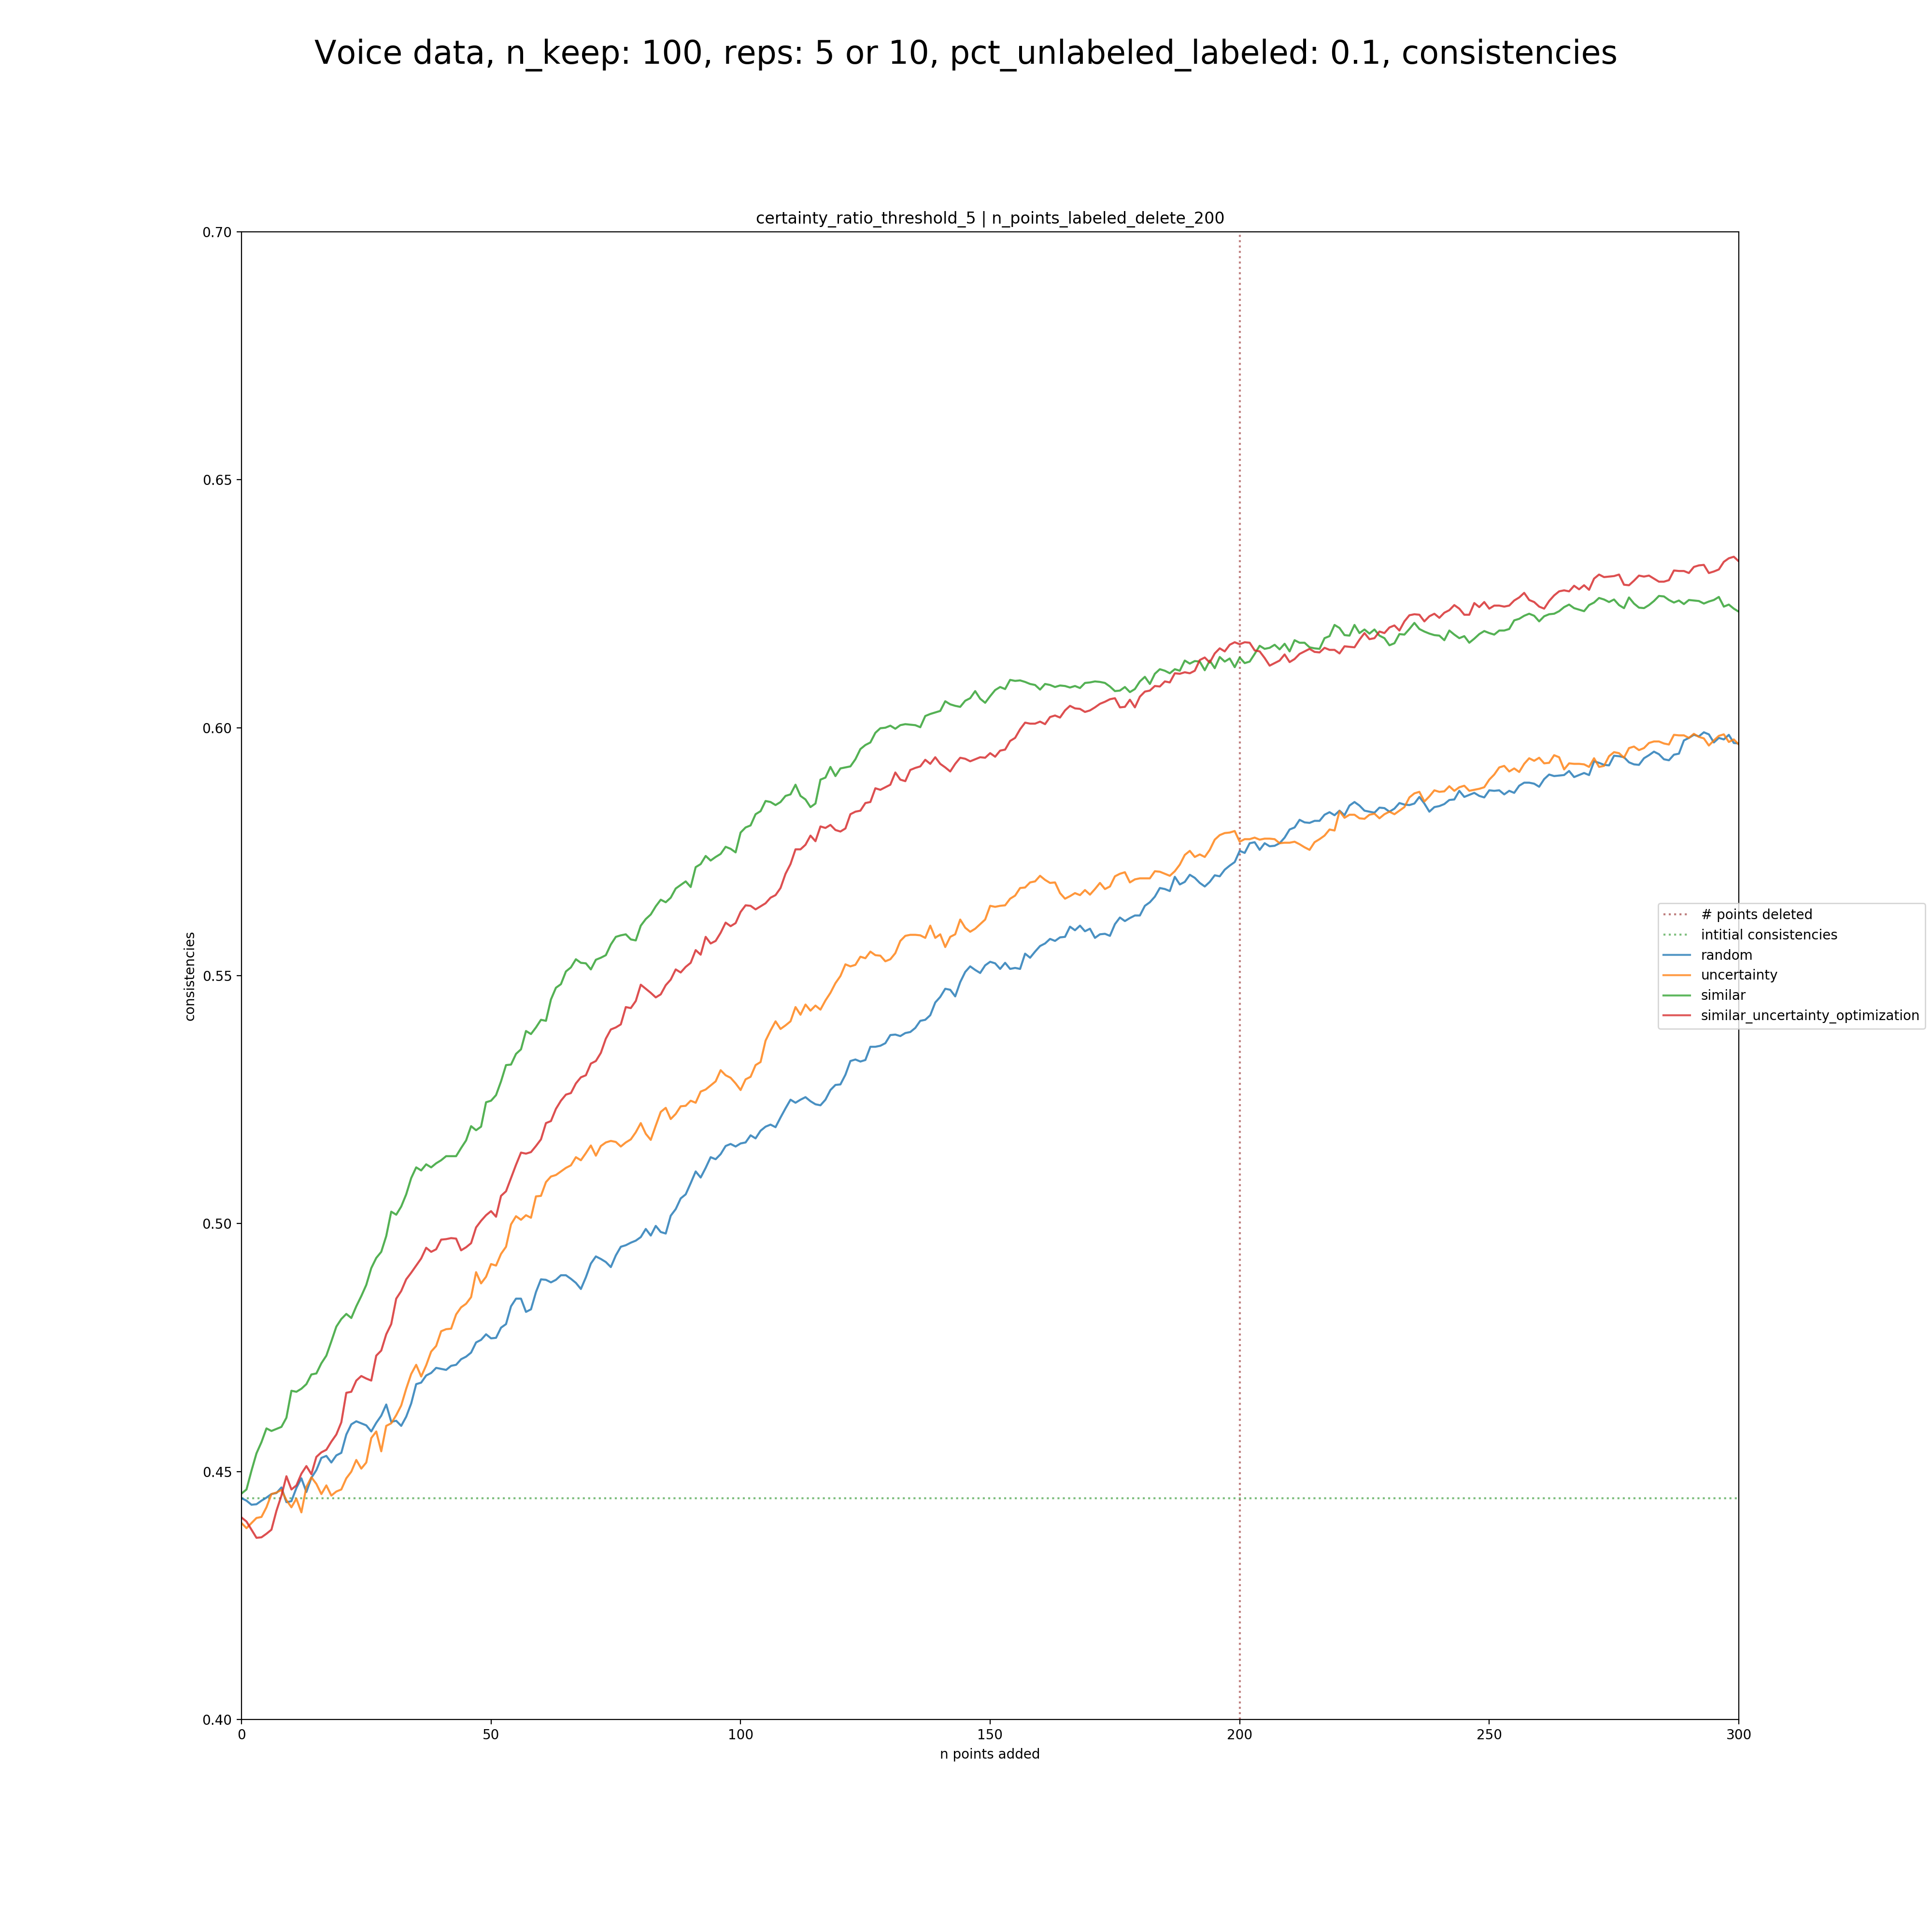 Voice data, n_keep: 100, reps: 5 or 10, pct_unlabeled_labeled: 0.1, consistencies
certainty_ratio_threshold_5 | n_points_labeled_delete_200
0.70
0.65
0.60
0.55
0.50
0.45
0.40
consistencies
# points deleted
intitial consistencies
random
uncertainty
similar
similar_uncertainty_optimization
0 50 100 150 200 250 300
n points added